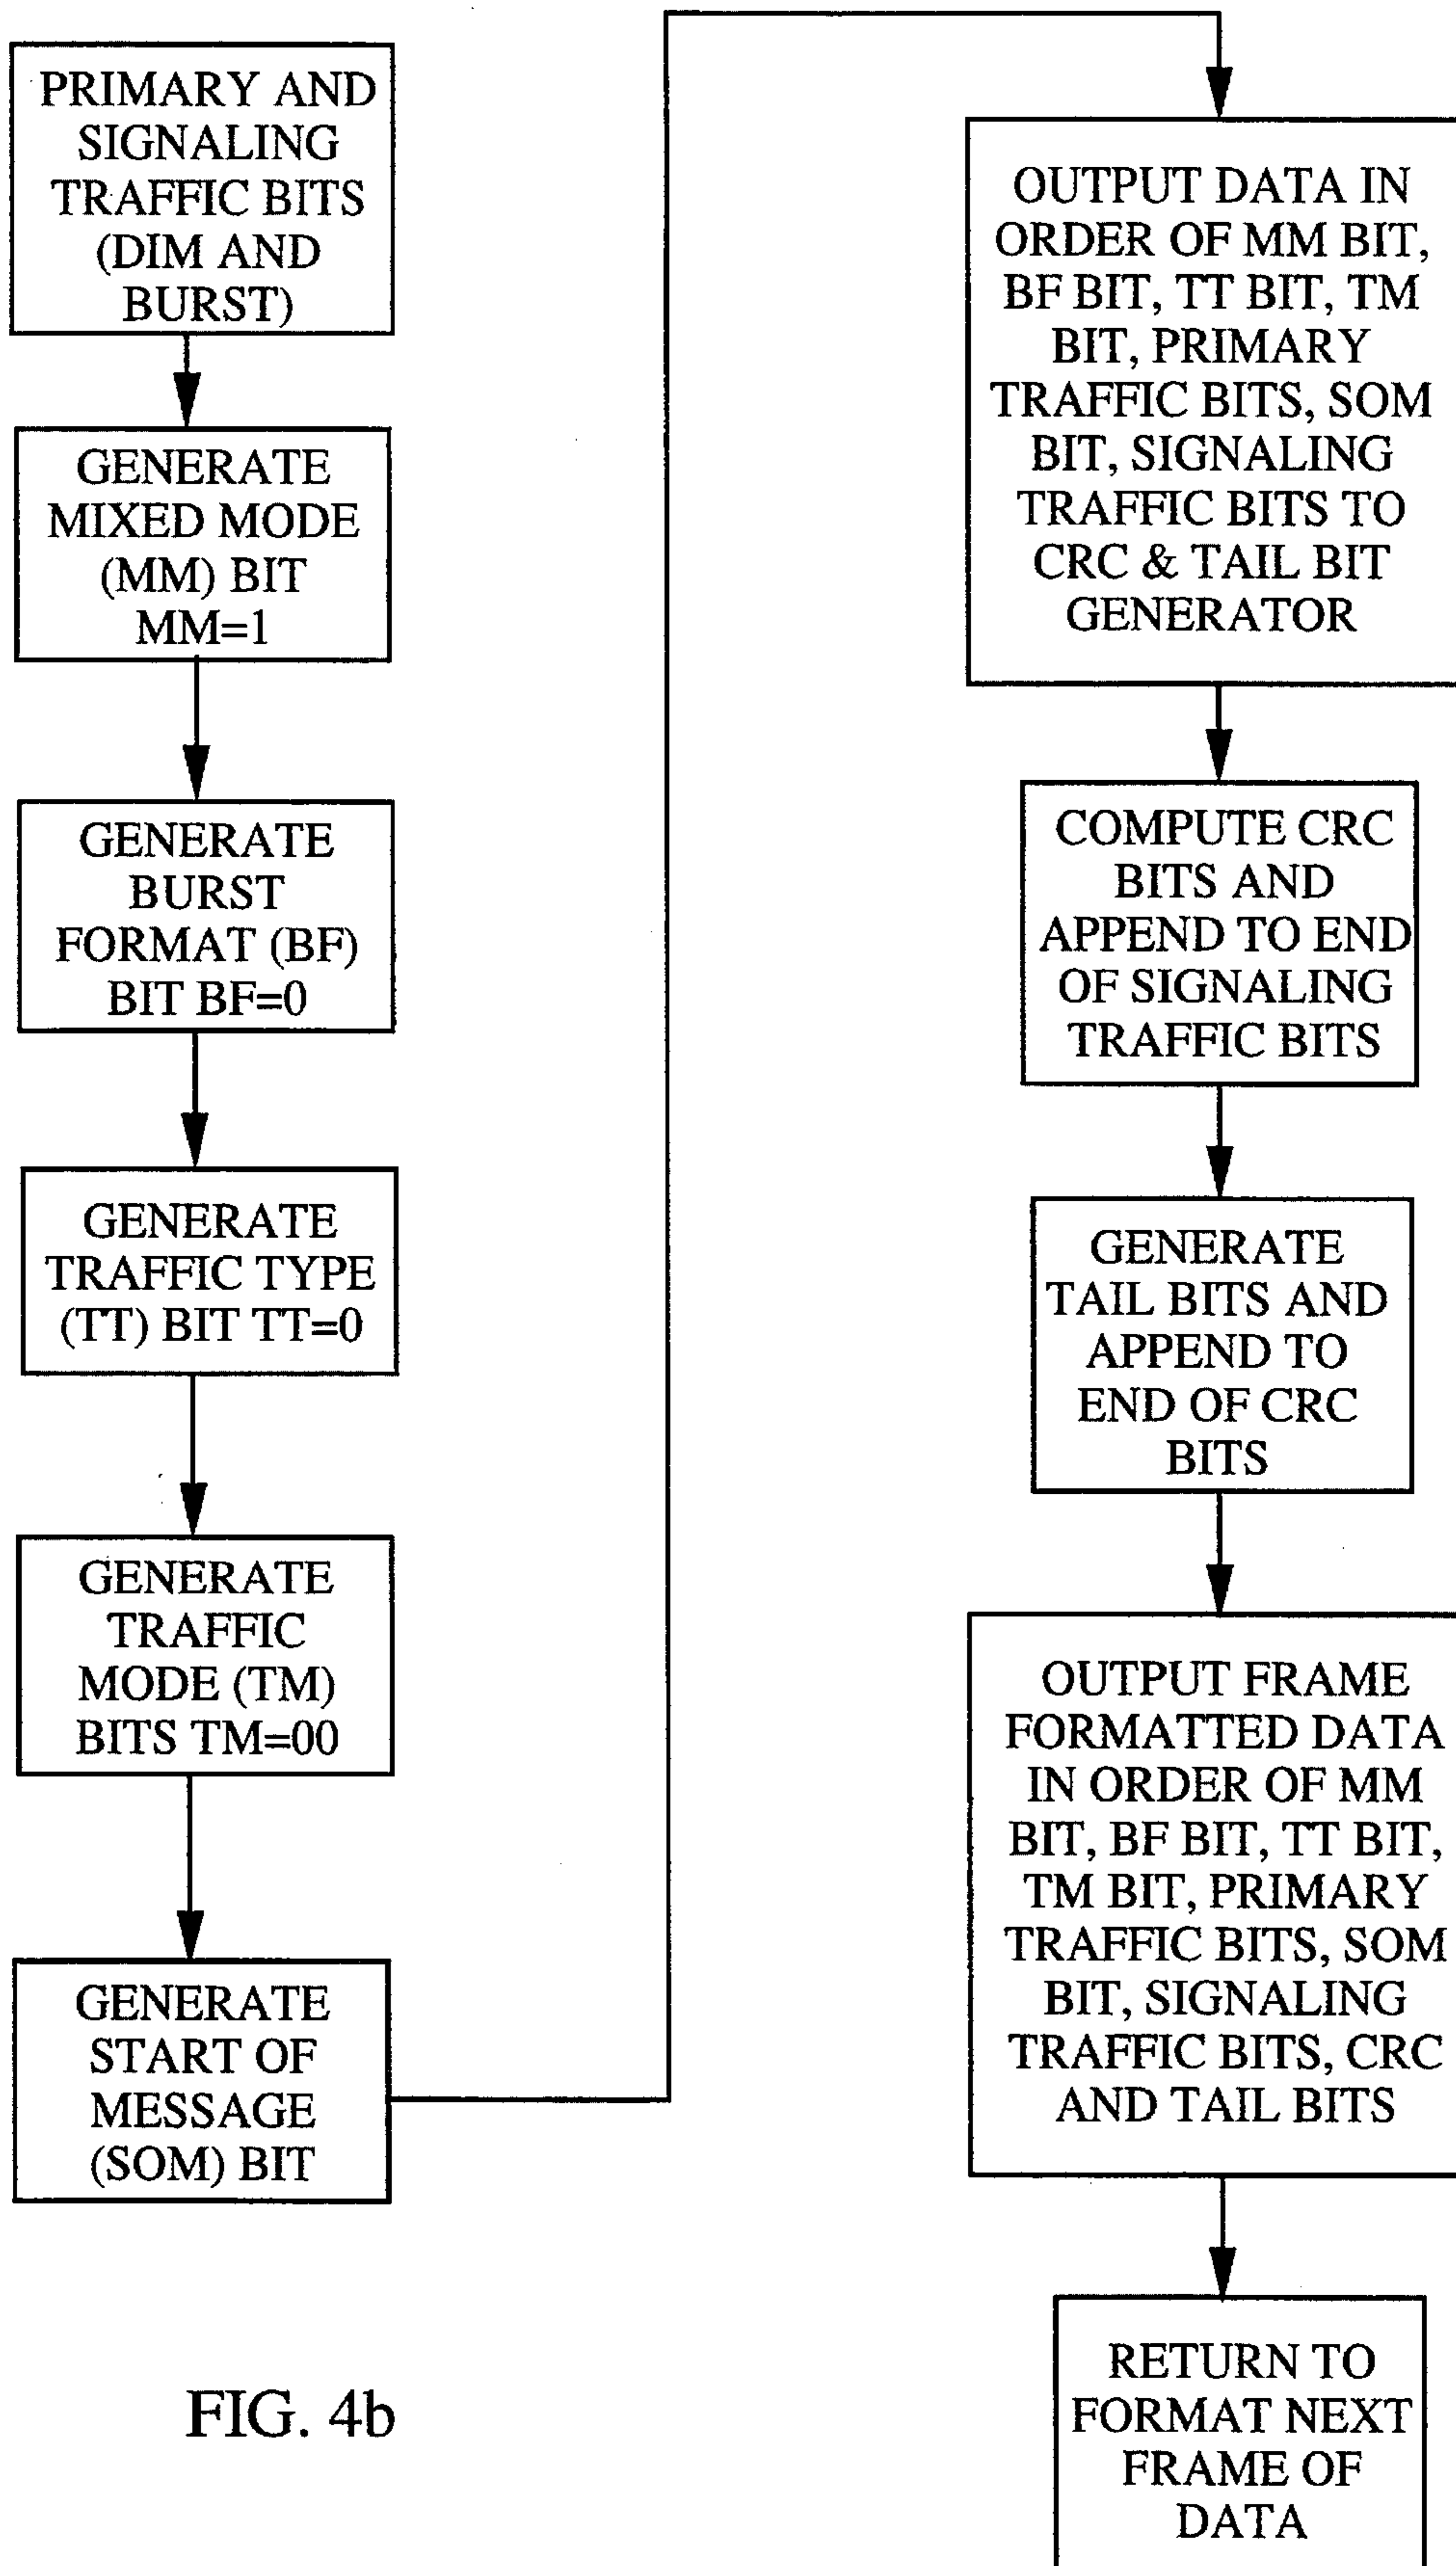 PRIMARY AND
SIGNALING
TRAFFIC BITS
(DIM AND
BURST)
GENERATE
MIXED MODE
(MM) BIT
MM=1
GENERATE
BURST
FORMAT (BF)
BIT BF=0
GENERATE
TRAFFIC TYPE
(TT) BIT TT=0
GENERATE
TRAFFIC
MODE (TM)
BITS TM=00
GENERATE
START OF
MESSAGE
(SOM) BIT
OUTPUT DATA IN
ORDER OF MM BIT,
BF BIT, TT BIT, TM
BIT, PRIMARY
TRAFFIC BITS, SOM
BIT, SIGNALING
TRAFFIC BITS TO
CRC & TAIL BIT
GENERATOR
COMPUTE CRC
BITS AND
APPEND TO END
OF SIGNALING
TRAFFIC BITS
GENERATE
TAIL BITS AND
APPEND TO
END OF CRC
BITS
OUTPUT FRAME
FORMATTED DATA
IN ORDER OF MM
BIT, BF BIT, TT BIT,
TM BIT, PRIMARY
TRAFFIC BITS, SOM
BIT, SIGNALING
TRAFFIC BITS, CRC
AND TAIL BITS
RETURN TO
FORMAT NEXT
FRAME OF
DATA
FIG. 4b